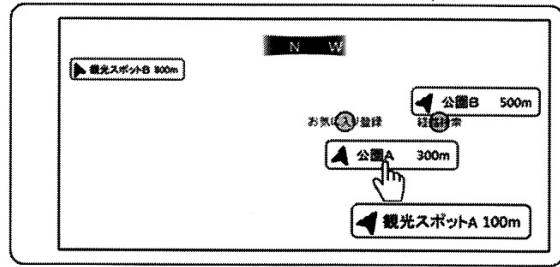 N W
観光スポットB 800m
公園B 500m
お気に入り登録 経路検索
公園A 300m
観光スポットA 100m